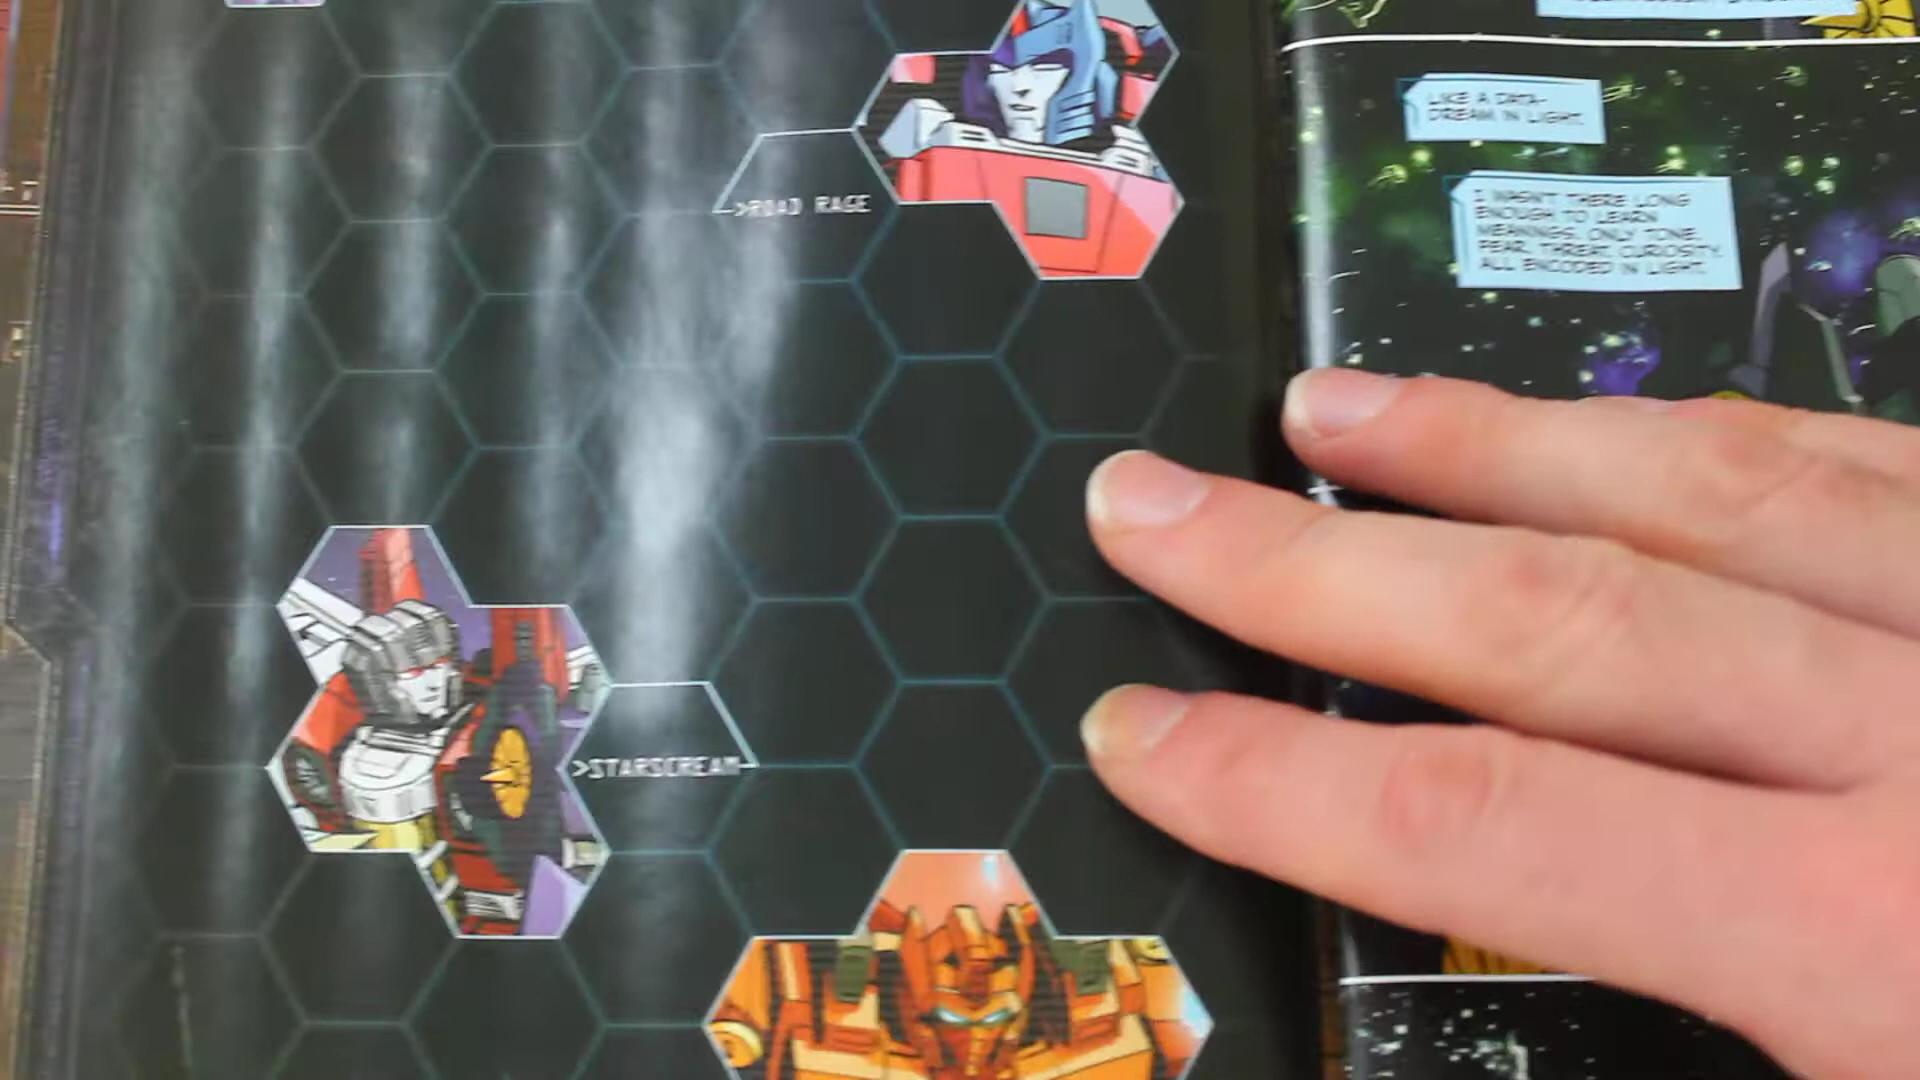 >ROAD RAGE
>STARSCREAM
LIKE A DATA-
DREAM IN LIGHT.
I WASN'T THERE LONG
ENOUGH TO LEARN
MEANINGS. ONLY TONE.
FEAR. THREAT. CURIOSITY.
ALL ENCODED IN LIGHT.